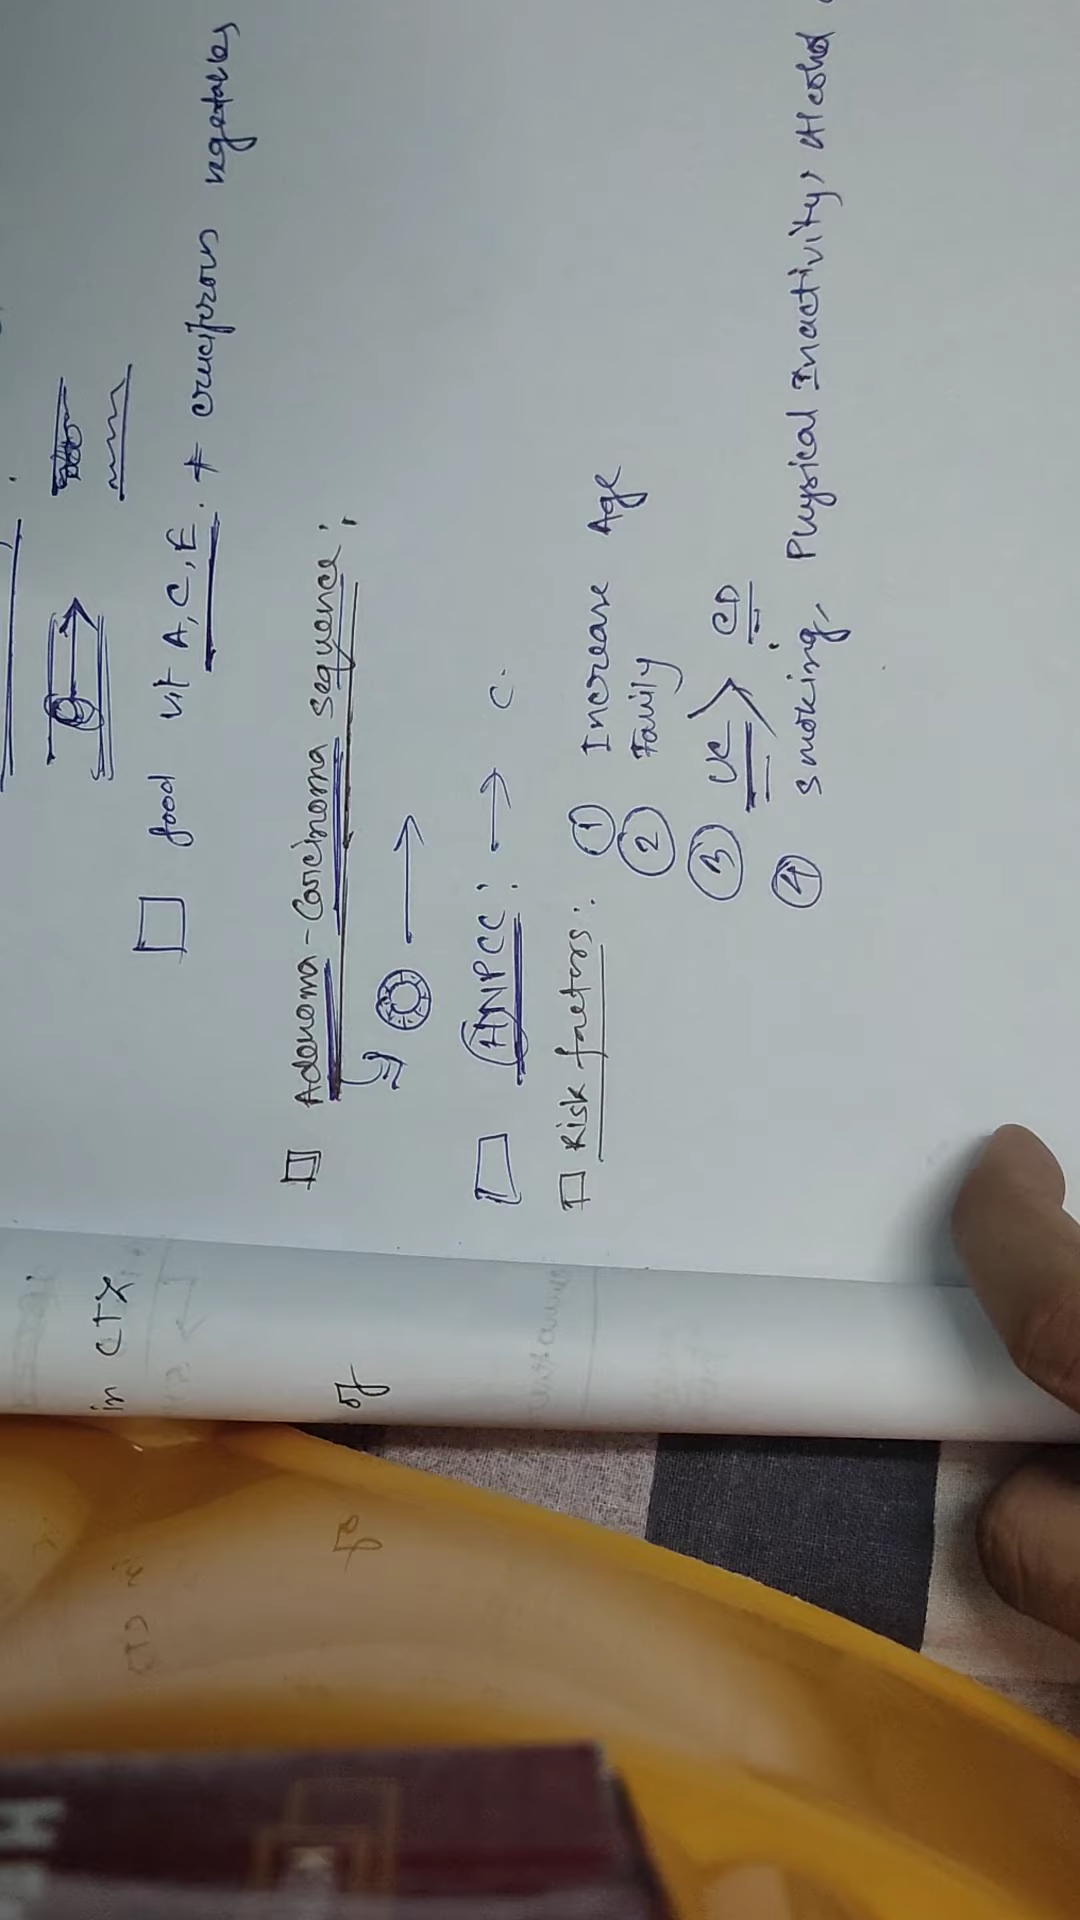 food vit A, C, E. + cruciferous vegetables
Adenoma-Carcinoma sequence:
HNPCC: → C.
Risk factors:. ① Increase Age
② Family
③ UC > CD
④ Smoking, Physical Inactivity, Alcohol
in CTX
of